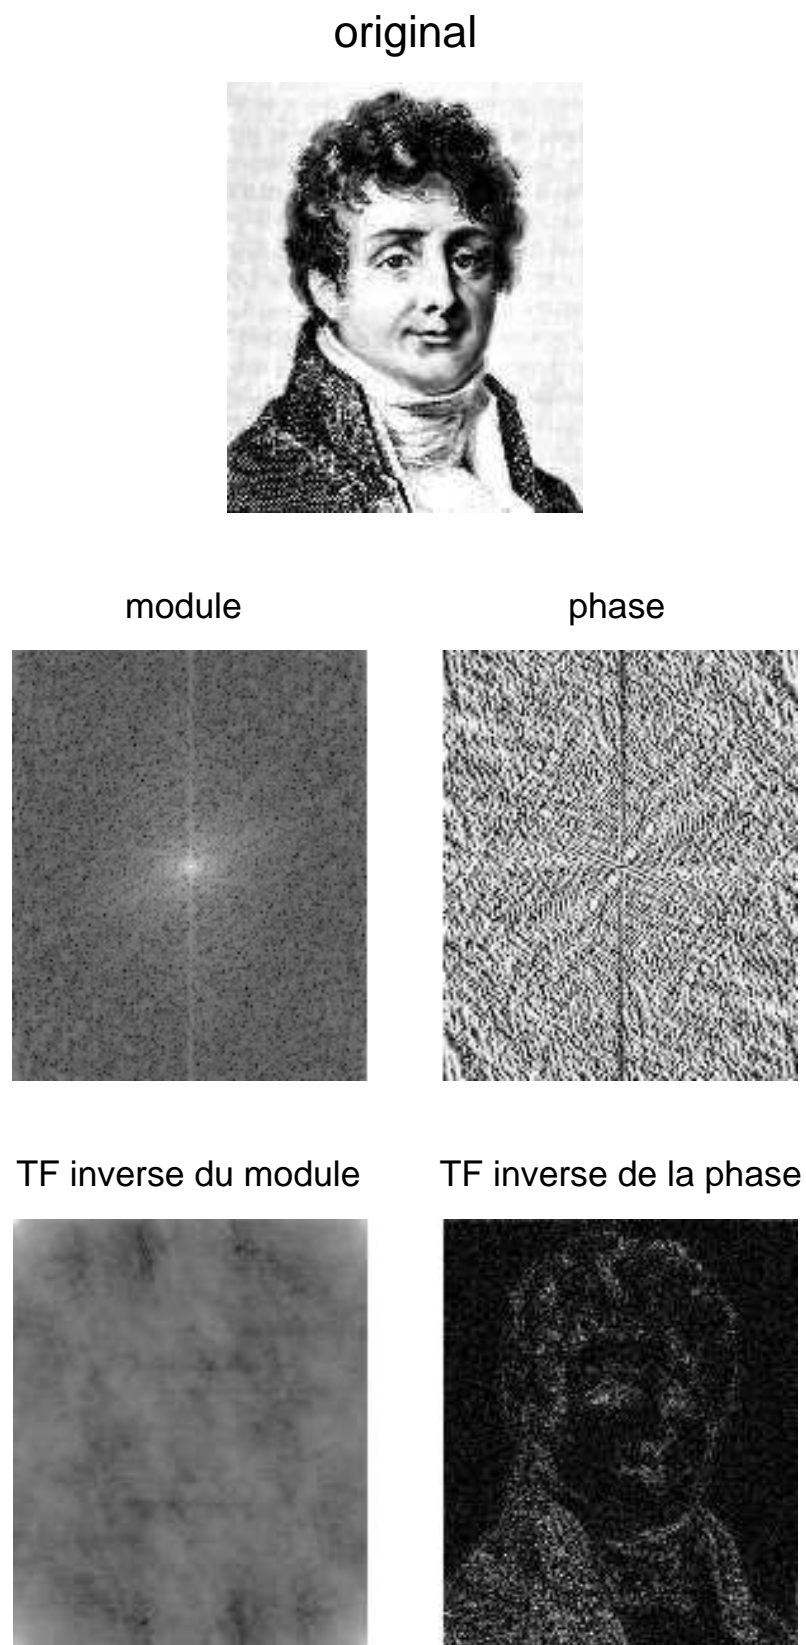 original
module
phase
TF inverse du module
TF inverse de la phase